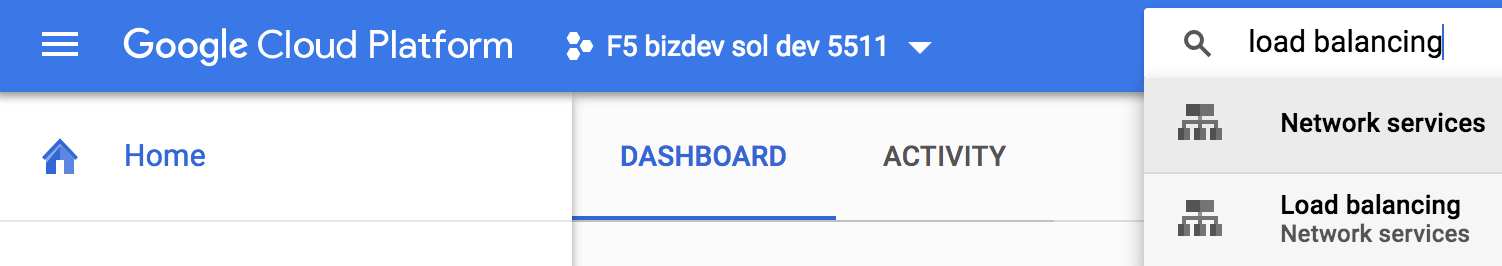 Google Cloud Platform F5 bizdev sol dev 5511 load balancing
Network services
Home DASHBOARD ACTIVITY
Load balancing
Network services